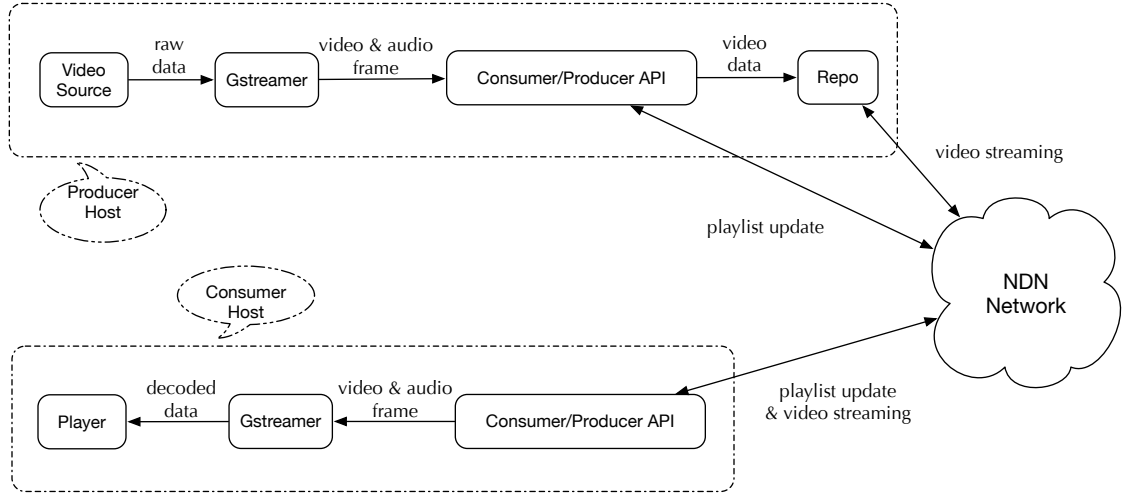 raw
data
video & audio
frame
video
data
Video
Source
Gstreamer
Consumer/Producer API
Repo
video streaming
Producer
Host
playlist update
NDN
Network
Consumer
Host
playlist update
& video streaming
decoded
data
video & audio
frame
Player
Gstreamer
Consumer/Producer API